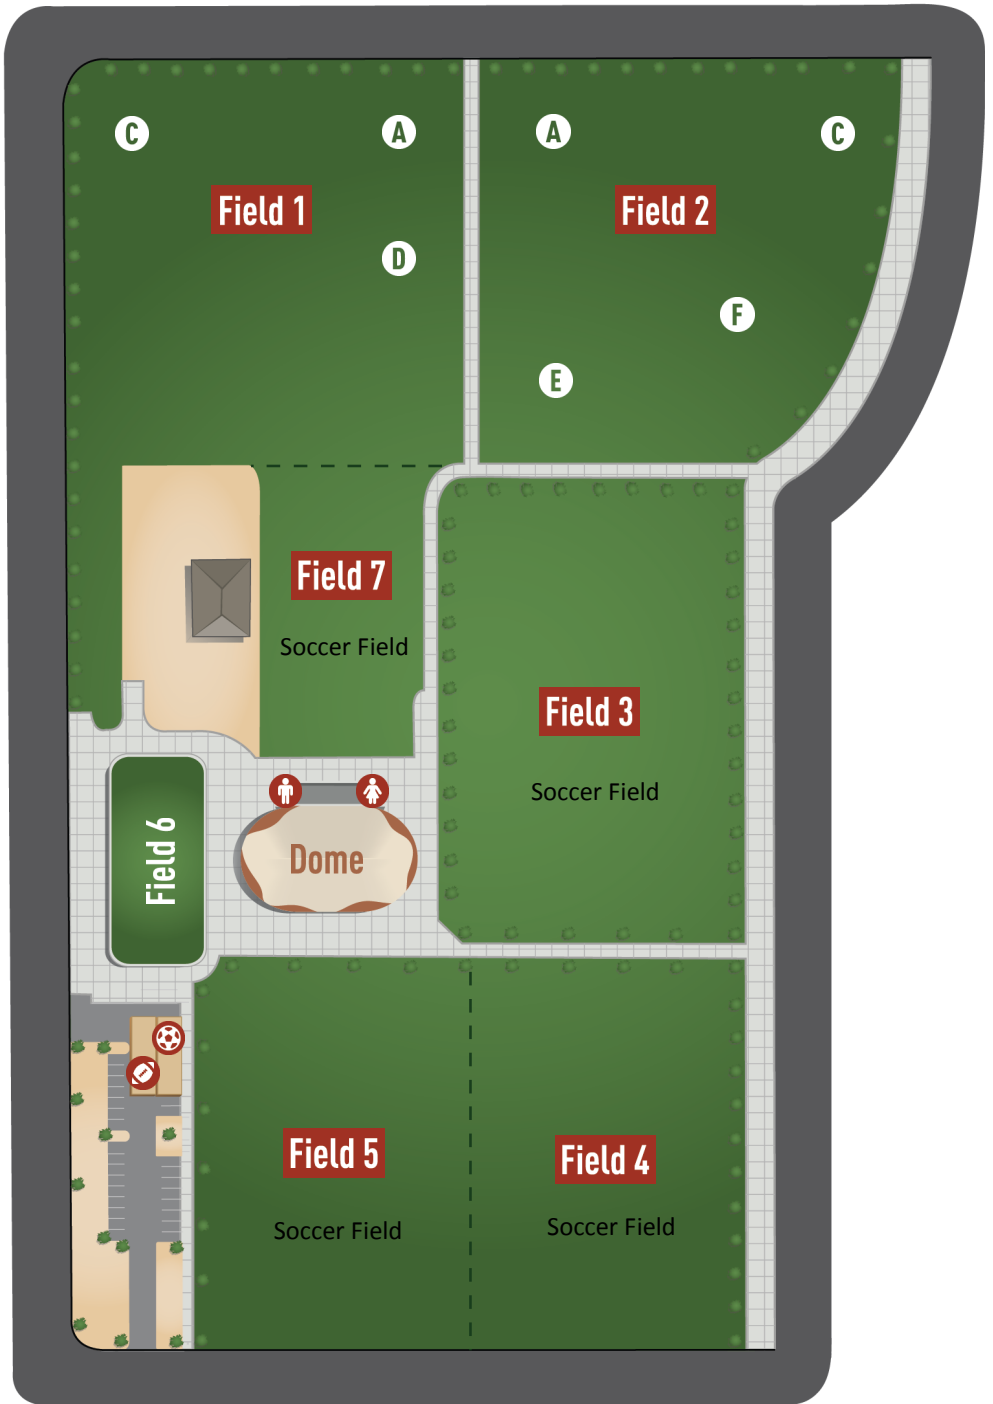 C
A
A
C
Field 1
Field 2
D
F
E
Field 7
Soccer Field
Field 3
Soccer Field
Field 6
Dome
Field 5
Field 4
Soccer Field
Soccer Field